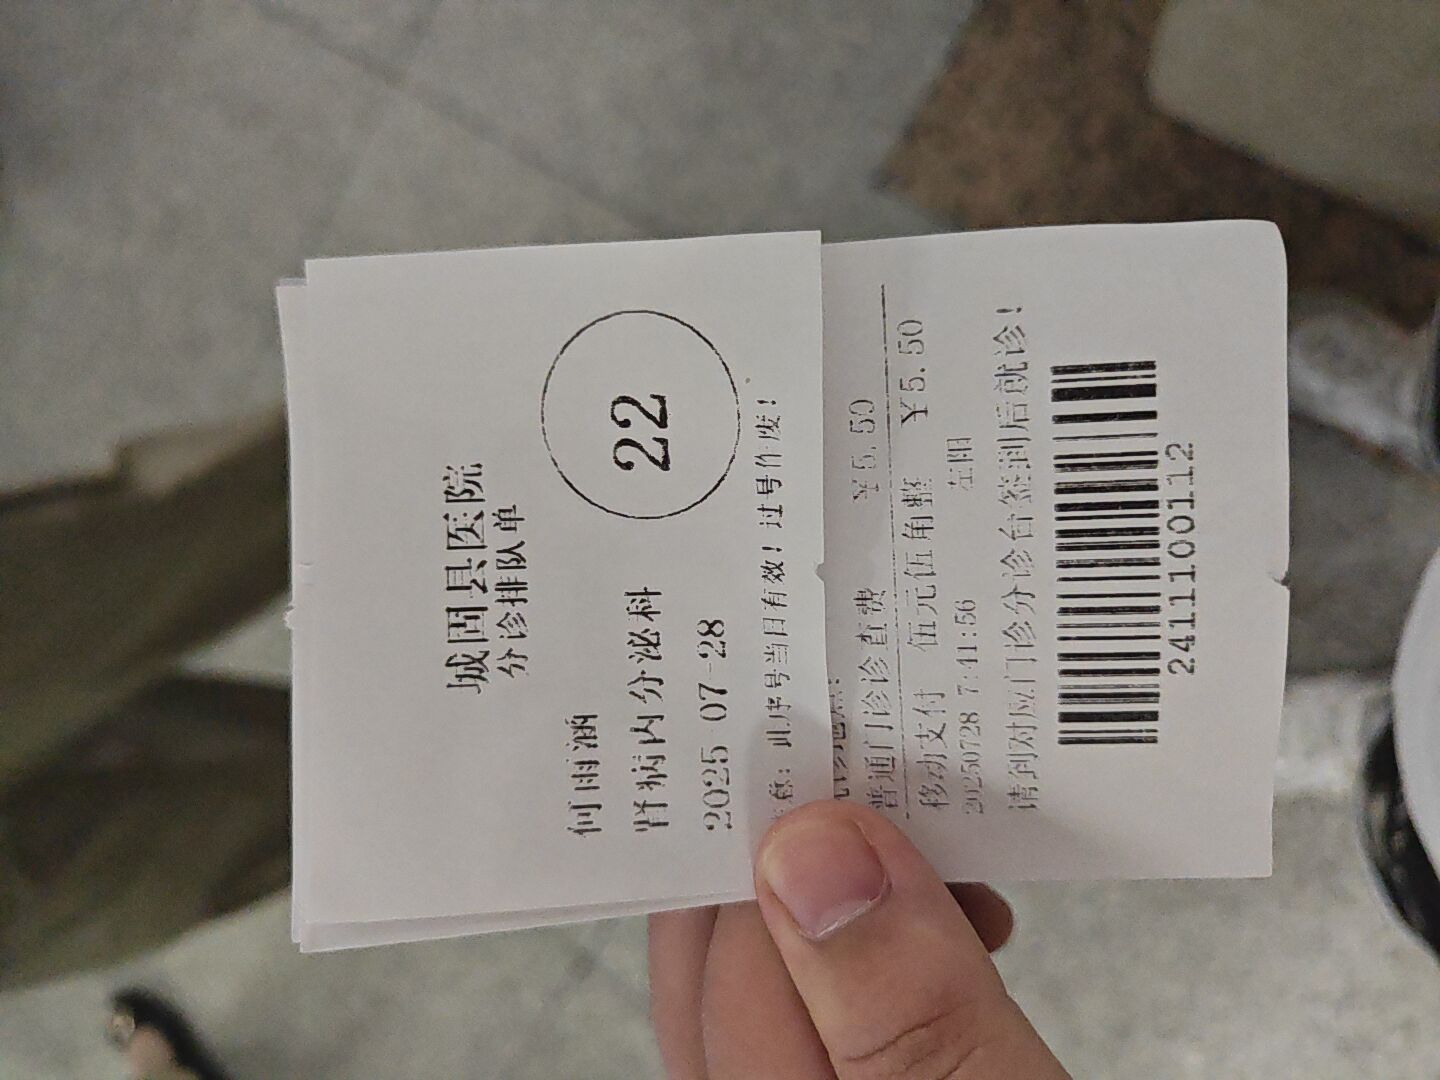 城固县医院
分诊排队单
何雨涵
22
肾病内分泌科
2025-07-28
意：此序号当日有效！过号作废！
普通门诊诊查费 ￥5.50
移动支付 伍元伍角整 ￥5.50
20250728 7:41:56
请到对应门诊分诊台签到后就诊！
2411100112